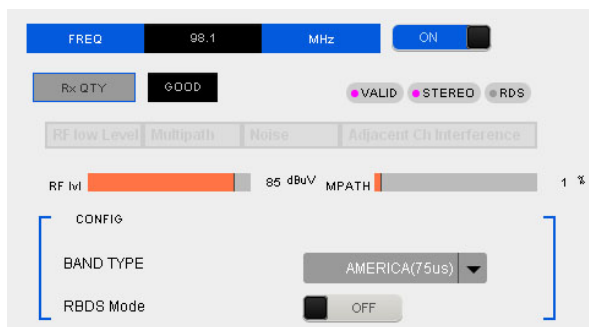 FREQ 98.1 MHz ON
Rx QTY GOOD VALID STEREO RDS
RF low Level Multipath Noise Adjacent Ch Interference
RF lvl 85 dBuV MPATH 1 %
CONFIG
BAND TYPE AMERICA(75us)
RBDS Mode OFF